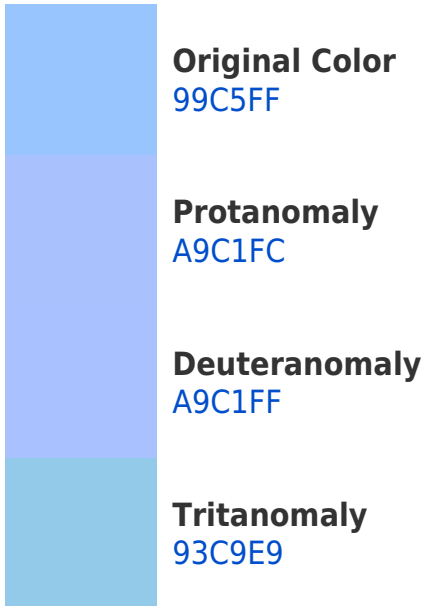 Original Color
99C5FF
Protanomaly
A9C1FC
Deuteranomaly
A9C1FF
Tritanomaly
93C9E9